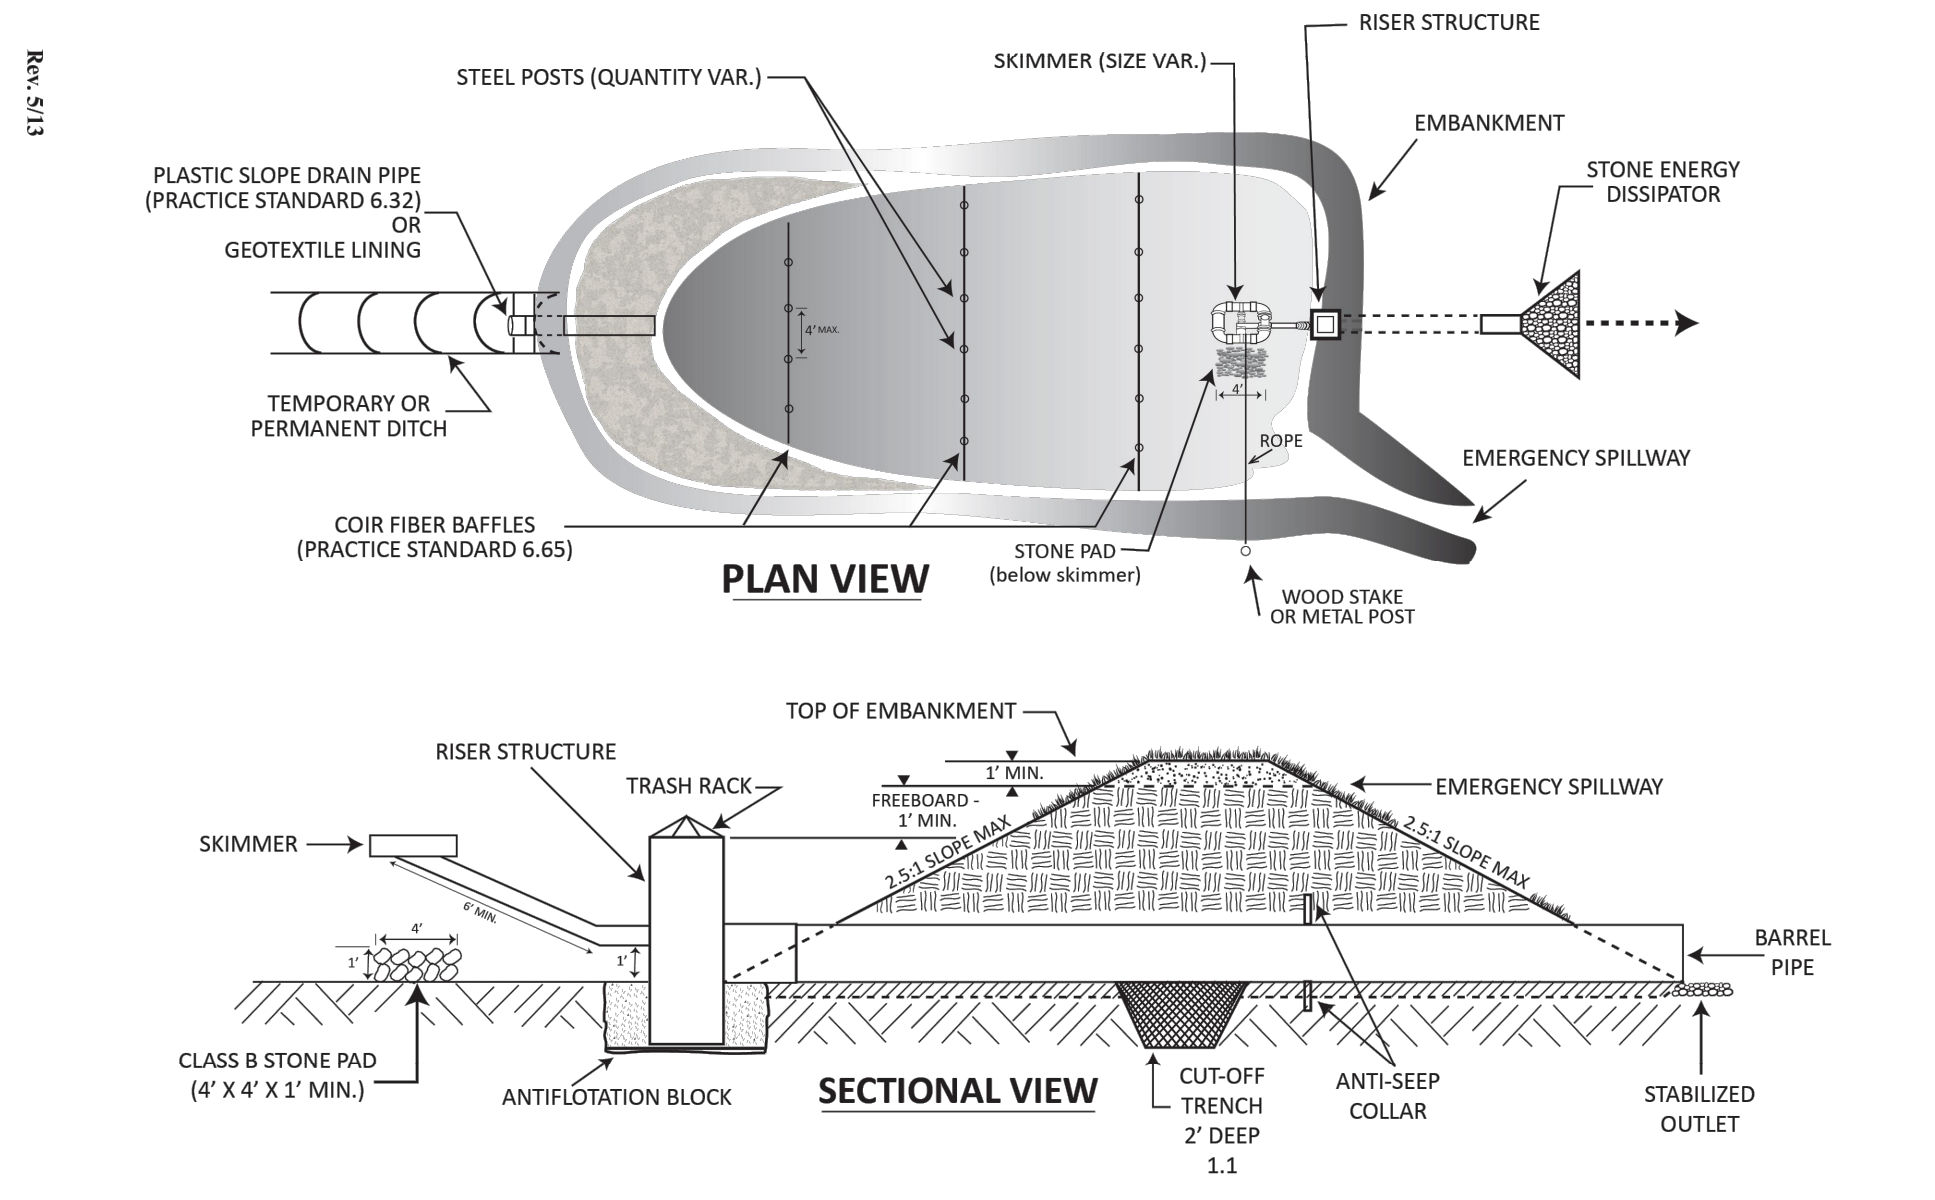 Rev. 5/13
RISER STRUCTURE
SKIMMER (SIZE VAR.)
STEEL POSTS (QUANTITY VAR.)
EMBANKMENT
STONE ENERGY
DISSIPATOR
PLASTIC SLOPE DRAIN PIPE
(PRACTICE STANDARD 6.32)
OR
GEOTEXTILE LINING
4’ MAX.
4’
TEMPORARY OR
PERMANENT DITCH
ROPE
EMERGENCY SPILLWAY
COIR FIBER BAFFLES
(PRACTICE STANDARD 6.65)
STONE PAD
(below skimmer)
PLAN VIEW
WOOD STAKE
OR METAL POST
TOP OF EMBANKMENT
RISER STRUCTURE
TRASH RACK
1’ MIN.
FREEBOARD -
1’ MIN.
EMERGENCY SPILLWAY
SKIMMER
2.5:1 SLOPE MAX
2.5:1 SLOPE MAX
6’ MIN.
4’
1’
1’
BARREL
PIPE
CLASS B STONE PAD
(4’ X 4’ X 1’ MIN.)
ANTIFLOTATION BLOCK
SECTIONAL VIEW
CUT-OFF
TRENCH
2’ DEEP
1.1
ANTI-SEEP
COLLAR
STABILIZED
OUTLET